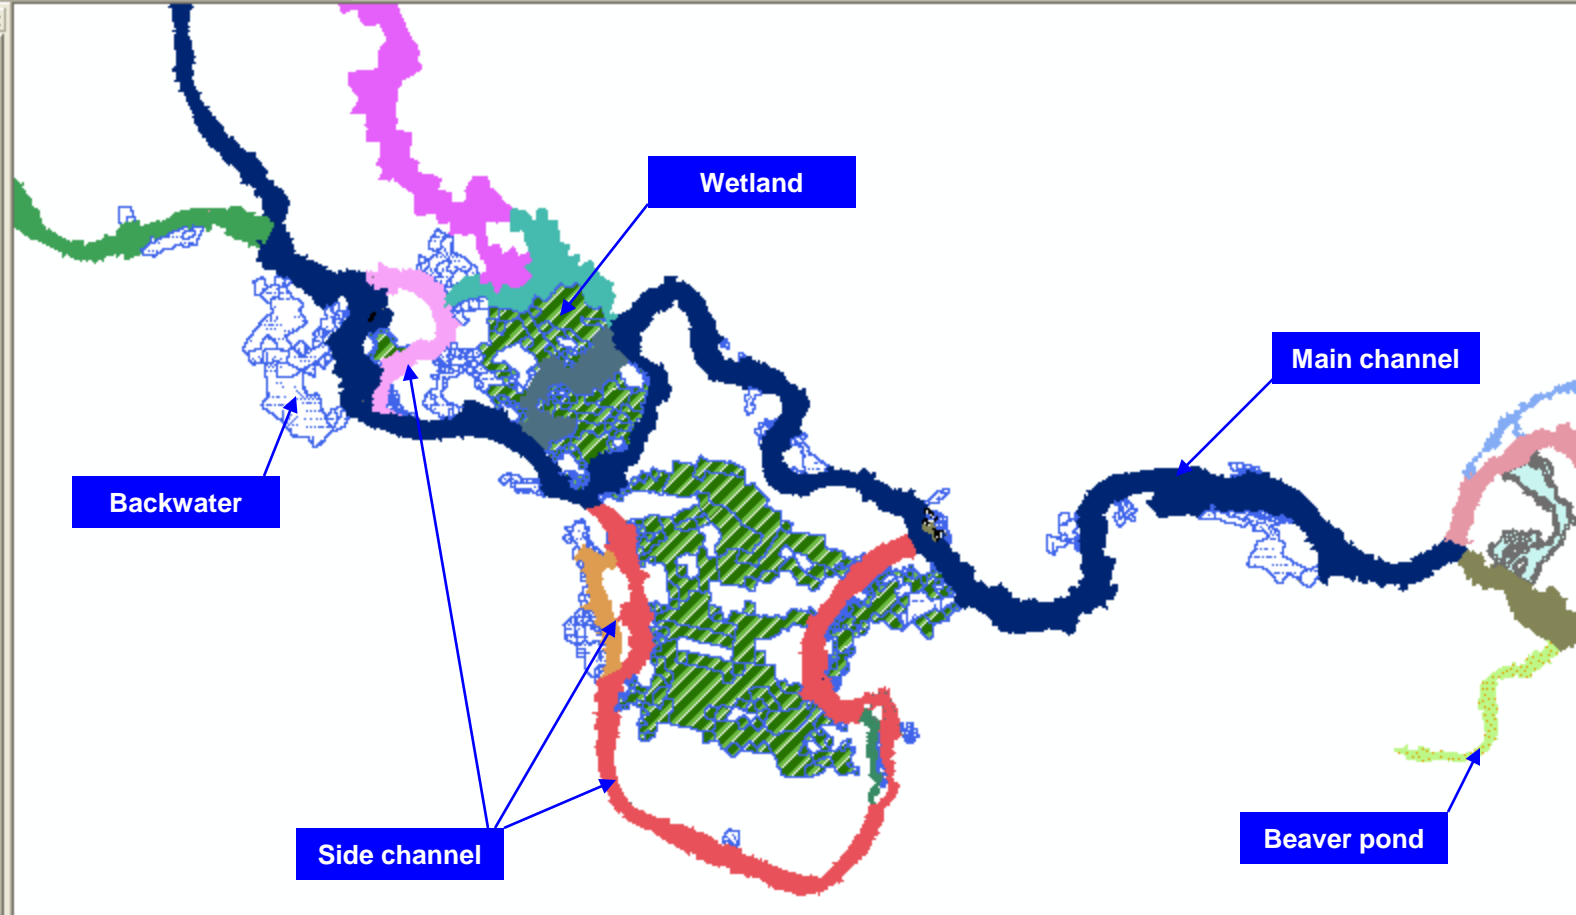 Wetland
Main channel
Backwater
Side channel
Beaver pond